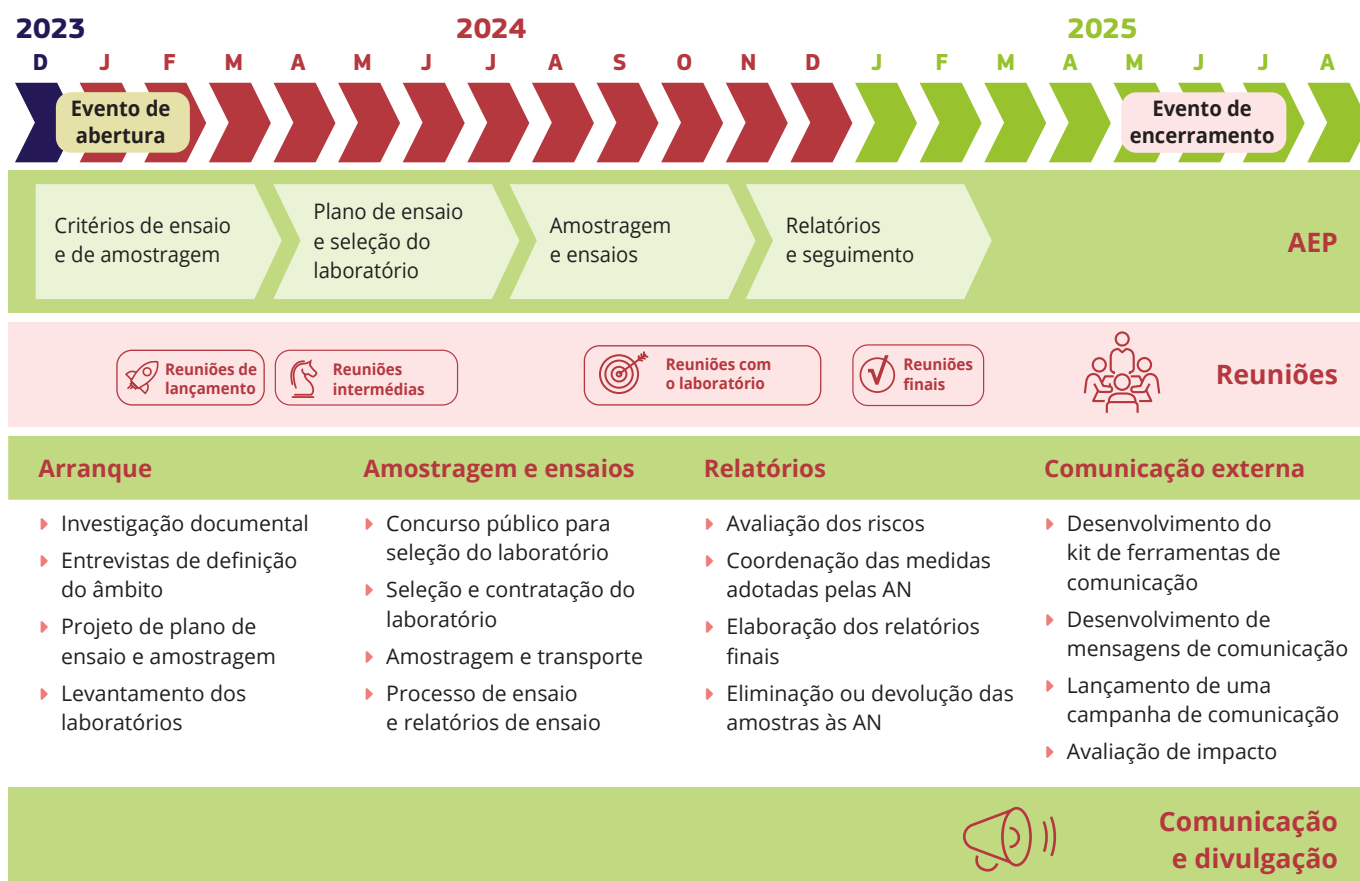 2023
2024
2025
D J F M A M J J A S O N D J F M A M J J A
Evento de
abertura
Evento de
encerramento
Critérios de ensaio
e de amostragem
Plano de ensaio
e seleção do
laboratório
Amostragem
e ensaios
Relatórios
e seguimento
AEP
Reuniões de
lançamento
Reuniões
intermédias
Reuniões com
o laboratório
Reuniões
finais
Reuniões
Arranque
Investigação documental
Entrevistas de definição
do âmbito
Projeto de plano de
ensaio e amostragem
Levantamento dos
laboratórios
Amostragem e ensaios
Concurso público para
seleção do laboratório
Seleção e contratação do
laboratório
Amostragem e transporte
Processo de ensaio
e relatórios de ensaio
Relatórios
Avaliação dos riscos
Coordenação das medidas
adotadas pelas AN
Elaboração dos relatórios
finais
Eliminação ou devolução das
amostras às AN
Comunicação externa
Desenvolvimento do
kit de ferramentas de
comunicação
Desenvolvimento de
mensagens de comunicação
Lançamento de uma
campanha de comunicação
Avaliação de impacto
Comunicação
e divulgação